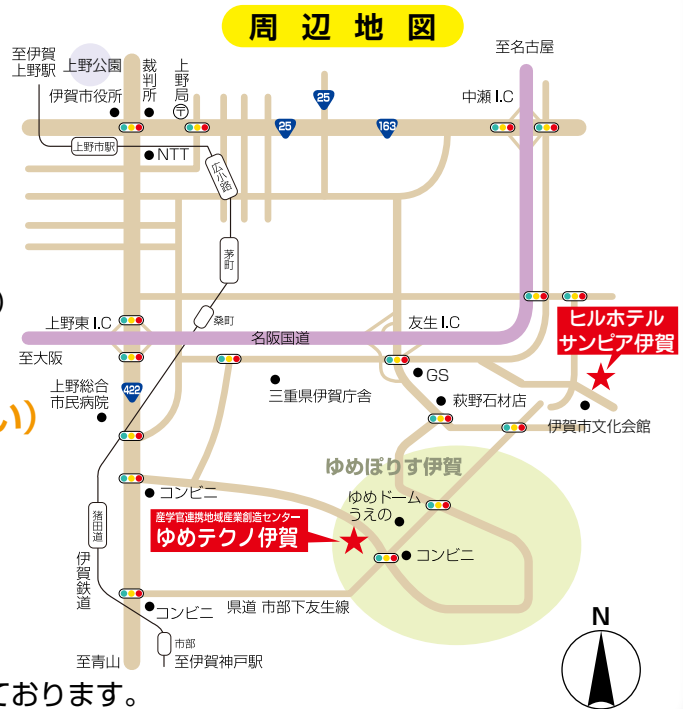 周辺地図
至名古屋
至伊賀
上野駅
上野公園
裁判所
上野局
〒
伊賀市役所
25
中瀬 I.C
25
163
上野市駅
NTT
広小路
茅町
)
桑町
上野東 I.C
友生 I.C
名阪国道
ヒルホテル
サンピア伊賀
至大阪
GS
上野総合
市民病院
422
三重県伊賀庁舎
萩野石材店
伊賀市文化会館
い)
ゆめぽりす伊賀
コンビニ
ゆめドーム
うえの
産学官連携地域産業創造センター
ゆめテクノ伊賀
猪田道
コンビニ
伊賀鉄道
コンビニ
県道 市部下友生線
市部
至青山
至伊賀神戸駅
N
ております。